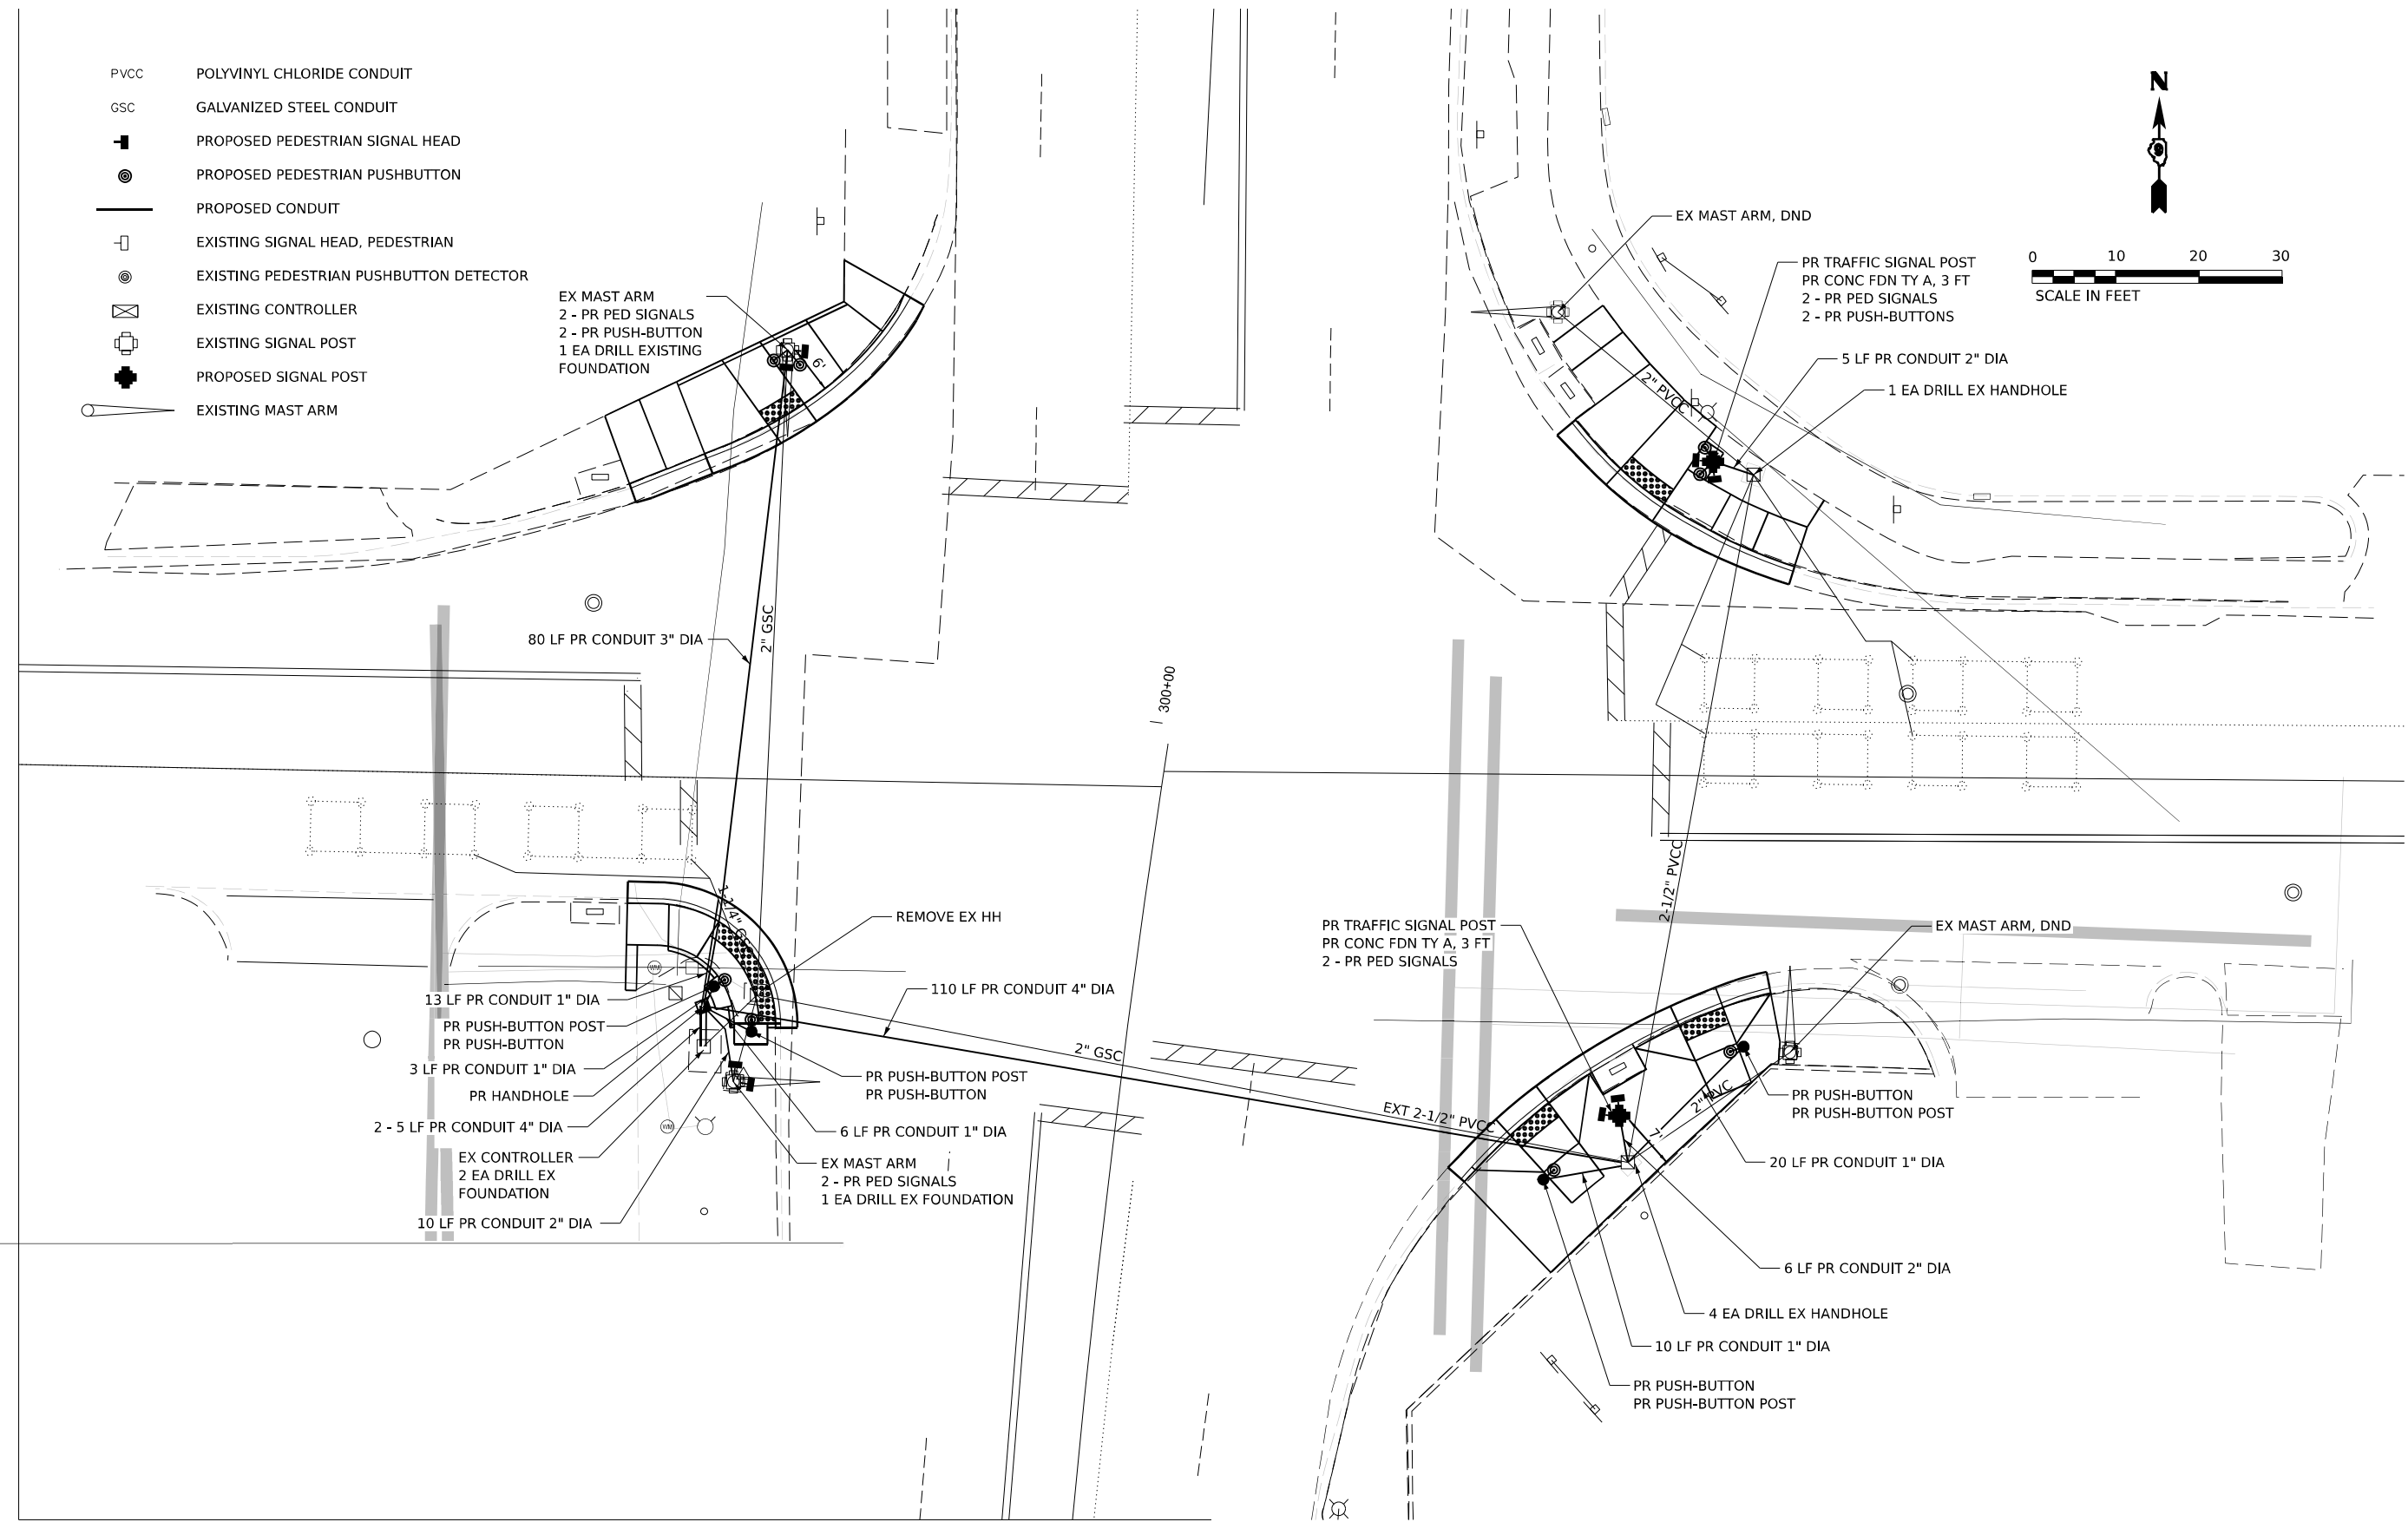 PVCC POLYVINYL CHLORIDE CONDUIT
GSC GALVANIZED STEEL CONDUIT
PROPOSED PEDESTRIAN SIGNAL HEAD
PROPOSED PEDESTRIAN PUSHBUTTON
PROPOSED CONDUIT
EXISTING SIGNAL HEAD, PEDESTRIAN
EXISTING PEDESTRIAN PUSHBUTTON DETECTOR
EXISTING CONTROLLER
EXISTING SIGNAL POST
PROPOSED SIGNAL POST
EXISTING MAST ARM
N
0 10 20 30
SCALE IN FEET
EX MAST ARM
2 - PR PED SIGNALS
2 - PR PUSH-BUTTON
1 EA DRILL EXISTING
FOUNDATION
6'
EX MAST ARM, DND
PR TRAFFIC SIGNAL POST
PR CONC FDN TY A, 3 FT
2 - PR PED SIGNALS
2 - PR PUSH-BUTTONS
5 LF PR CONDUIT 2" DIA
1 EA DRILL EX HANDHOLE
2" PVCC
80 LF PR CONDUIT 3" DIA
2" GSC
300+00
2-1/2" PVCC
REMOVE EX HH
110 LF PR CONDUIT 4" DIA
2" GSC
EXT 2-1/2" PVCC
WM
13 LF PR CONDUIT 1" DIA
PR PUSH-BUTTON POST
PR PUSH-BUTTON
3 LF PR CONDUIT 1" DIA
PR HANDHOLE
2 - 5 LF PR CONDUIT 4" DIA
WM
EX CONTROLLER
2 EA DRILL EX
FOUNDATION
10 LF PR CONDUIT 2" DIA
PR PUSH-BUTTON POST
PR PUSH-BUTTON
6 LF PR CONDUIT 1" DIA
EX MAST ARM
2 - PR PED SIGNALS
1 EA DRILL EX FOUNDATION
PR TRAFFIC SIGNAL POST
PR CONC FDN TY A, 3 FT
2 - PR PED SIGNALS
EX MAST ARM, DND
2" PVC
7'
PR PUSH-BUTTON
PR PUSH-BUTTON POST
20 LF PR CONDUIT 1" DIA
6 LF PR CONDUIT 2" DIA
4 EA DRILL EX HANDHOLE
10 LF PR CONDUIT 1" DIA
PR PUSH-BUTTON
PR PUSH-BUTTON POST